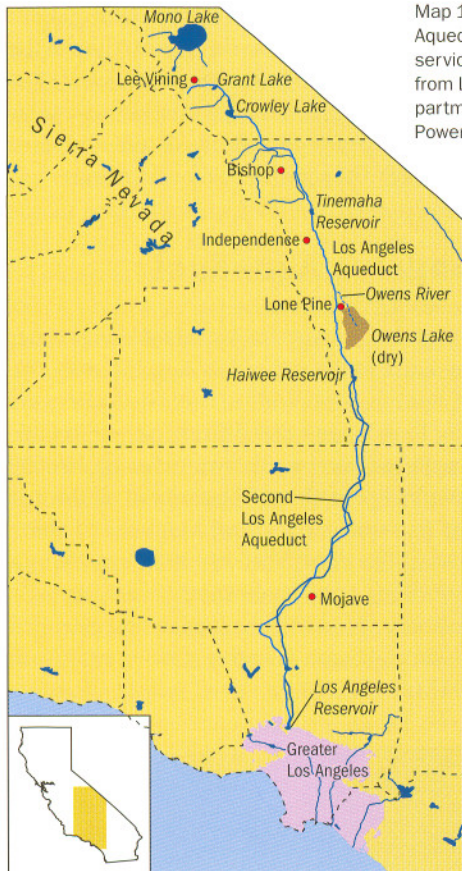 Map 1
Aqued
servic
from L
partm
Power
Mono Lake
Lee Vining
Grant Lake
Crowley Lake
Sierra Nevada
Bishop
Tinemaha
Reservoir
Independence
Los Angeles
Aqueduct
Owens River
Lone Pine
Owens Lake
(dry)
Haiwee Reservoir
Second
Los Angeles
Aqueduct
Mojave
Los Angeles
Reservoir
Greater
Los Angeles